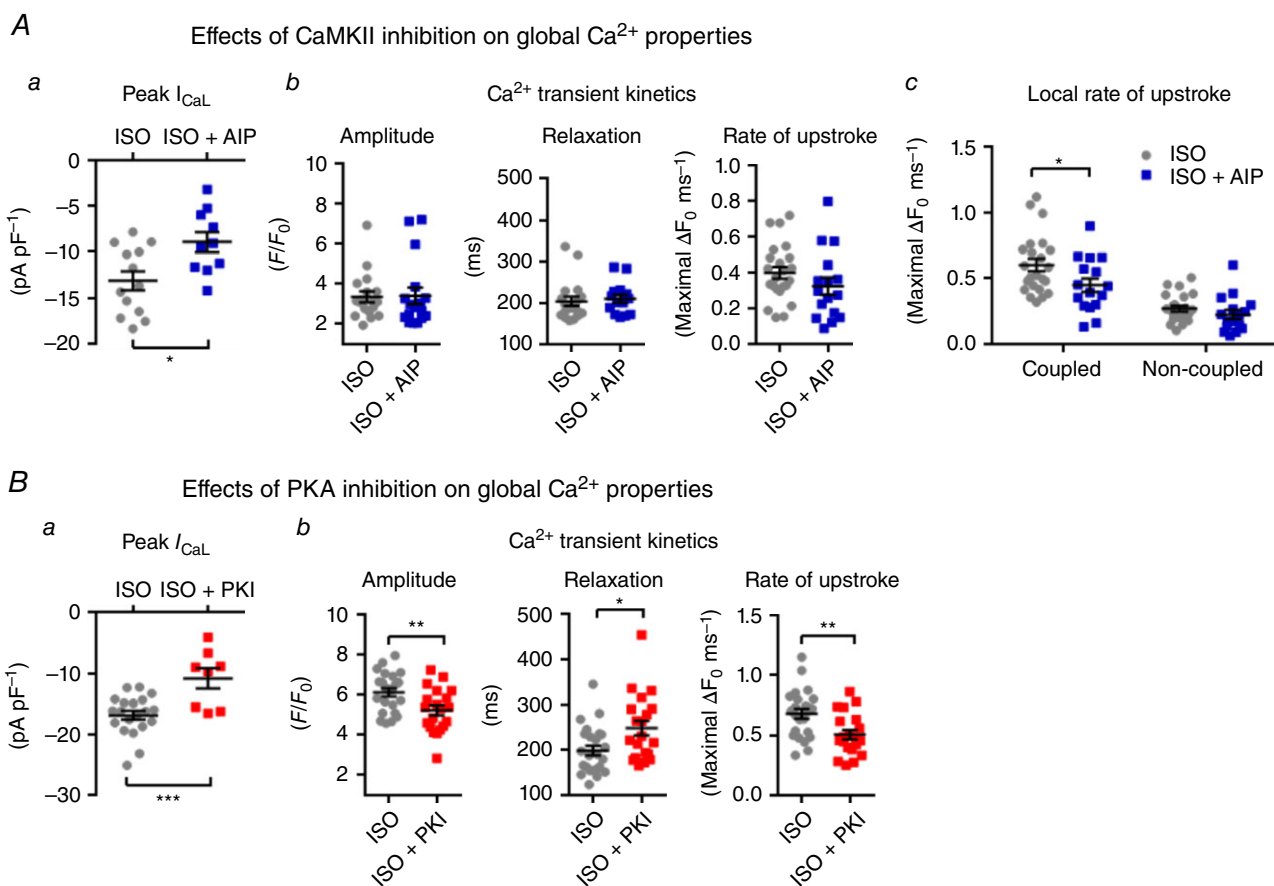 A
Effects of CaMKII inhibition on global Ca²⁺ properties
a
Peak I_CaL
ISO ISO + AIP
0
−5
−10
−15
−20
(pA pF⁻¹)
*
b
Ca²⁺ transient kinetics
Amplitude
10
8
6
4
2
(F/F₀)
ISO
ISO + AIP
Relaxation
500
400
300
200
100
(ms)
ISO
ISO + AIP
Rate of upstroke
1.0
0.8
0.6
0.4
0.2
0.0
(Maximal ΔF₀ ms⁻¹)
ISO
ISO + AIP
c
Local rate of upstroke
1.5
1.0
0.5
0.0
(Maximal ΔF₀ ms⁻¹)
*
ISO
ISO + AIP
Coupled Non-coupled
B
Effects of PKA inhibition on global Ca²⁺ properties
a
Peak I_CaL
ISO ISO + PKI
0
−10
−20
−30
(pA pF⁻¹)
***
b
Ca²⁺ transient kinetics
Amplitude
10
8
6
4
2
(F/F₀)
**
ISO
ISO + PKI
Relaxation
500
400
300
200
100
(ms)
*
ISO
ISO + PKI
Rate of upstroke
1.5
1.0
0.5
0.0
(Maximal ΔF₀ ms⁻¹)
**
ISO
ISO + PKI